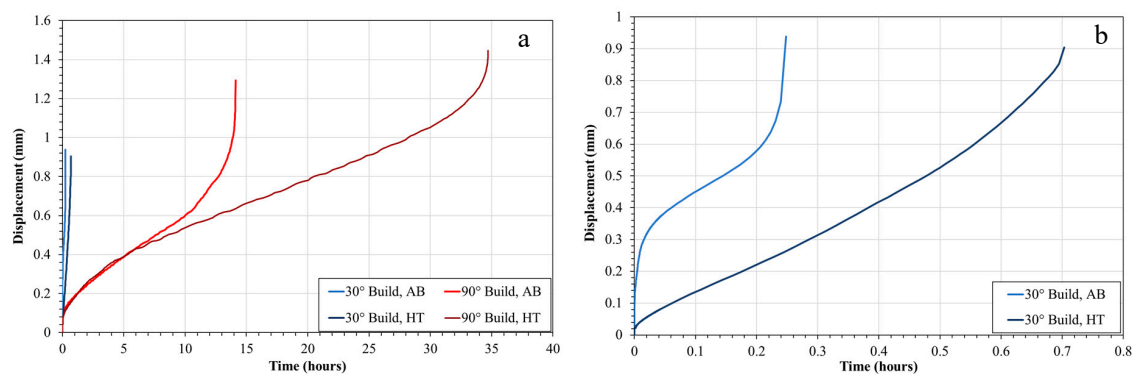 a
1.6
1.4
1.2
1
0.8
0.6
0.4
0.2
0
Displacement (mm)
0 5 10 15 20 25 30 35 40
Time (hours)
30° Build, AB 90° Build, AB
30° Build, HT 90° Build, HT
b
1
0.9
0.8
0.7
0.6
0.5
0.4
0.3
0.2
0.1
0
Displacement (mm)
0 0.1 0.2 0.3 0.4 0.5 0.6 0.7 0.8
Time (hours)
30° Build, AB
30° Build, HT